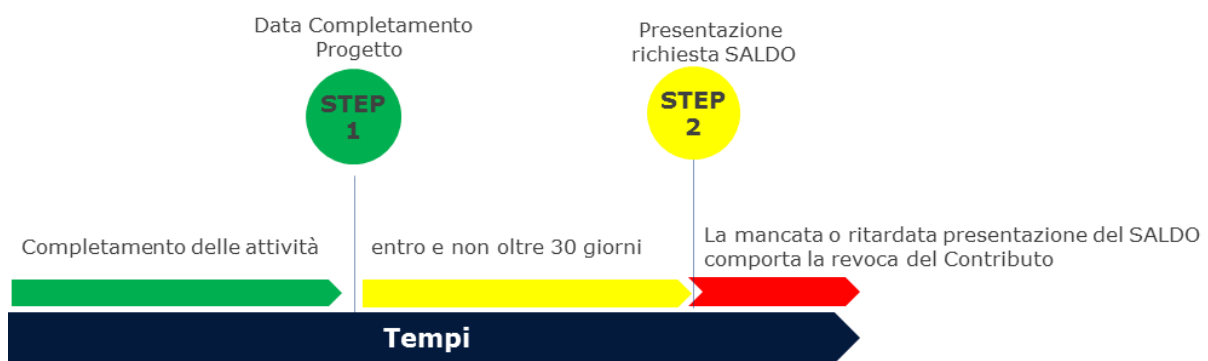 Data Completamento
Progetto
Presentazione
richiesta SALDO
STEP
1
STEP
2
Completamento delle attività
entro e non oltre 30 giorni
La mancata o ritardata presentazione del SALDO
comporta la revoca del Contributo
Tempi